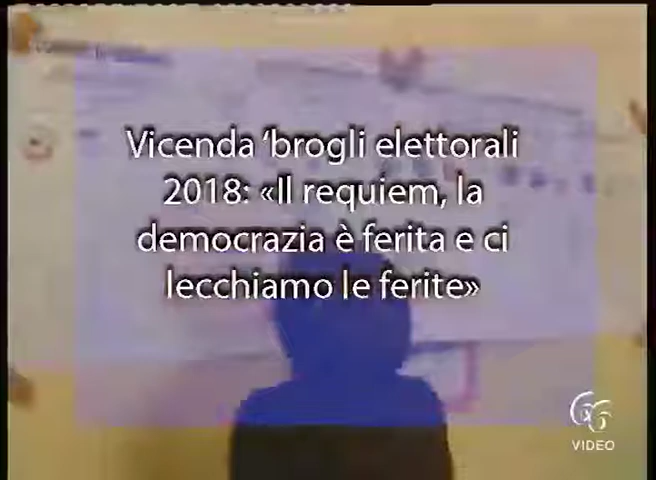 Vicenda ‘brogli elettorali
2018: «Il requiem, la
democrazia è ferita e ci
lecchiamo le ferite»
VIDEO